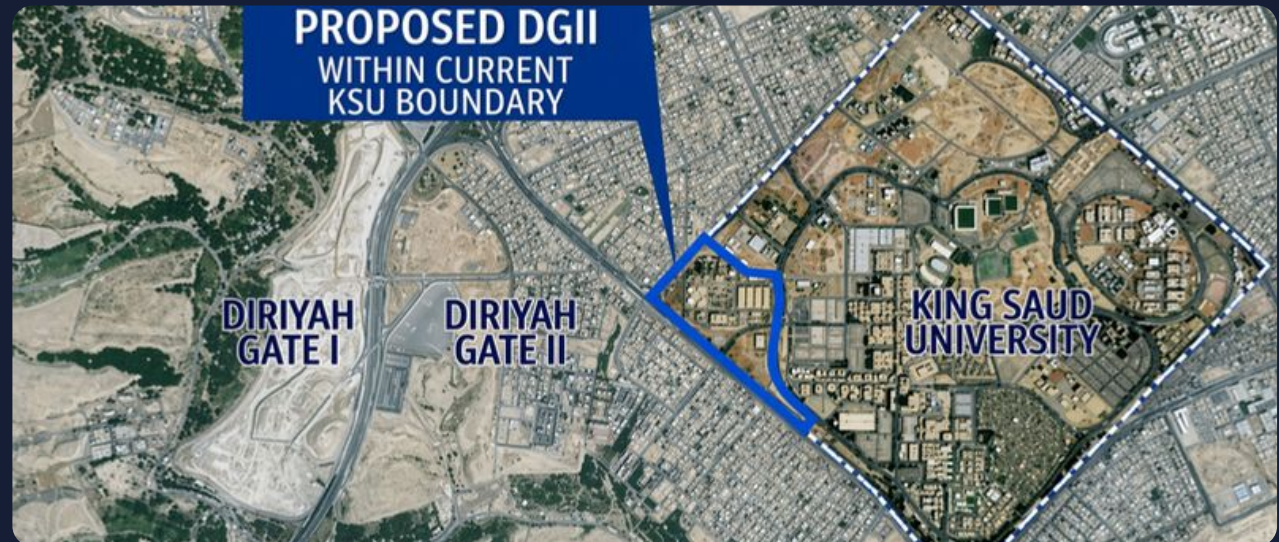 PROPOSED DGII
WITHIN CURRENT
KSU BOUNDARY
DIRIYAH
GATE I
DIRIYAH
GATE II
KING SAUD
UNIVERSITY